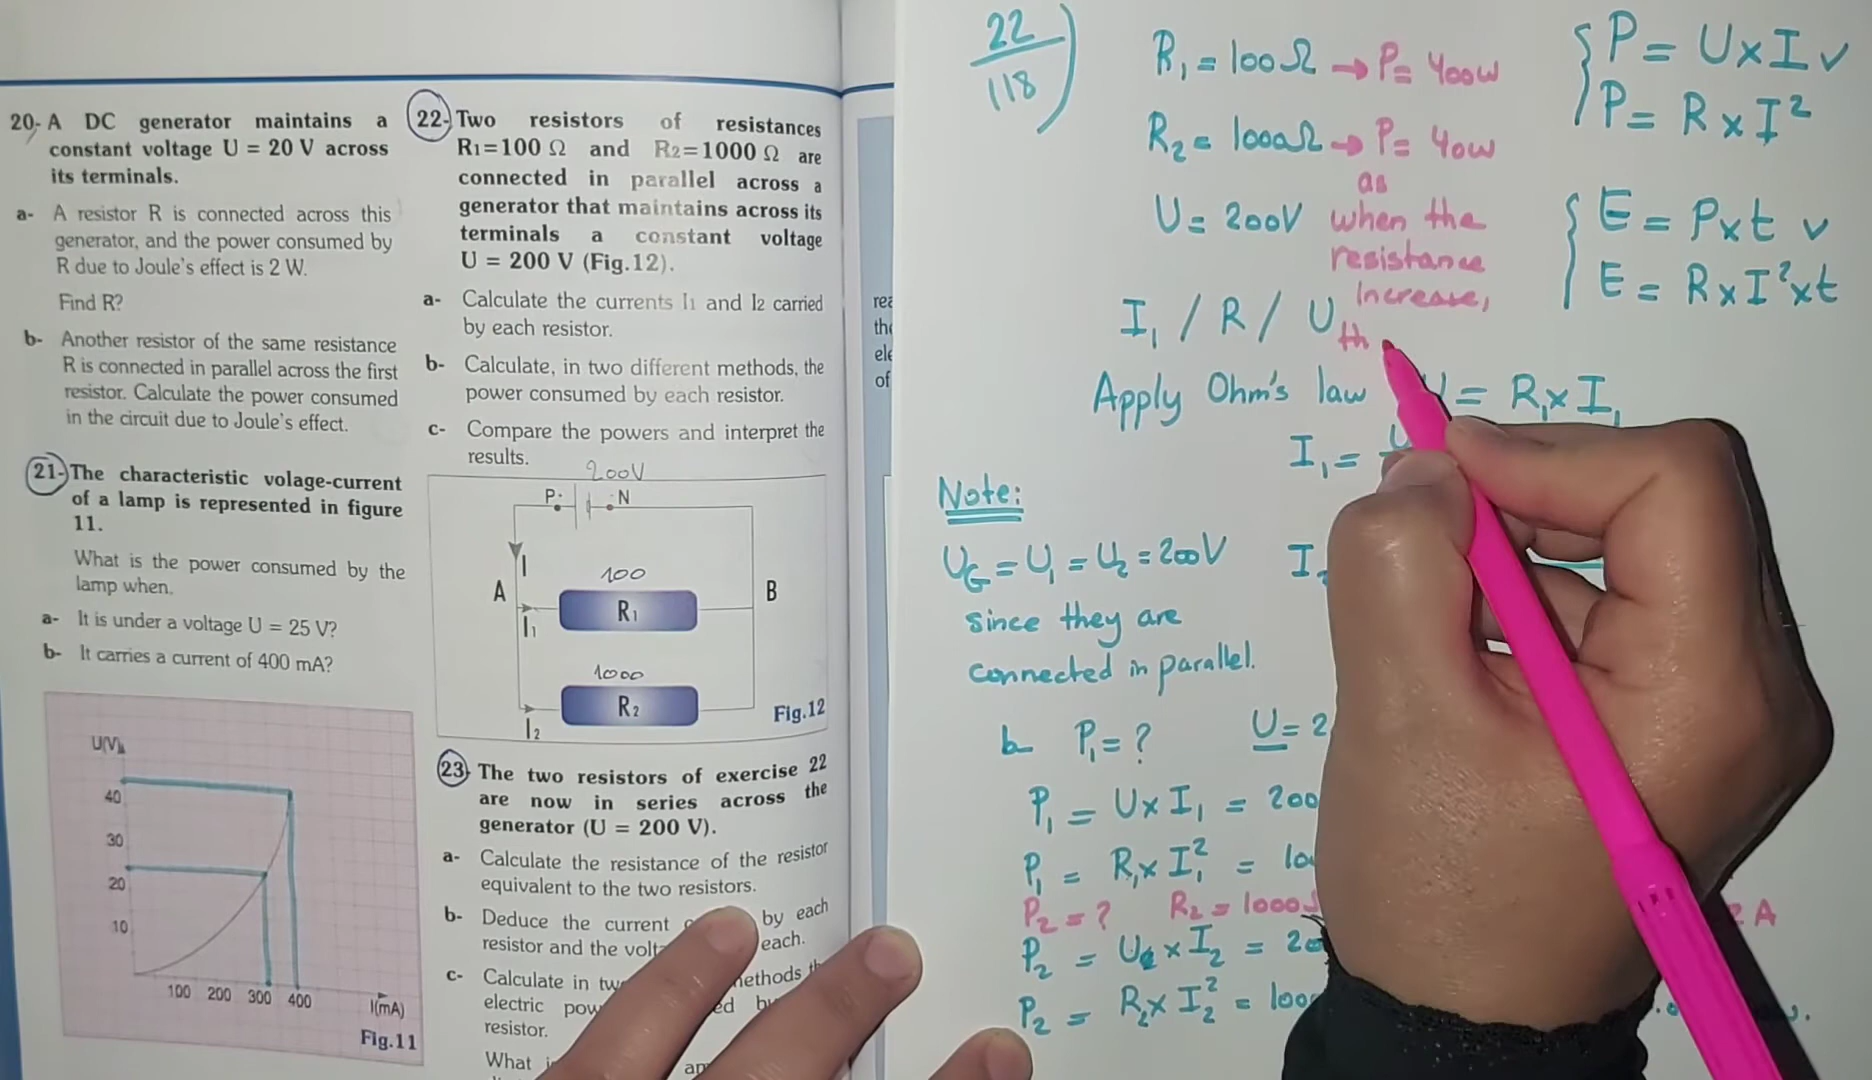 20- A DC generator maintains a
constant voltage U = 20 V across
its terminals.
a- A resistor R is connected across this
generator, and the power consumed by
R due to Joule's effect is 2 W.
Find R?
b- Another resistor of the same resistance
R is connected in parallel across the first
resistor. Calculate the power consumed
in the circuit due to Joule's effect.
21- The characteristic volage-current
of a lamp is represented in figure
11.
What is the power consumed by the
lamp when.
a- It is under a voltage U = 25 V?
b- It carries a current of 400 mA?
U(V)
40
30
20
10
100 200 300 400 I(mA)
Fig.11
22- Two resistors of resistances
R1=100 Ω and R2=1000 Ω are
connected in parallel across a
generator that maintains across its
terminals a constant voltage
U = 200 V (Fig.12).
a- Calculate the currents I1 and I2 carried
by each resistor.
b- Calculate, in two different methods, the
power consumed by each resistor.
c- Compare the powers and interpret the
results.
200V
P N
I
100
A R1 B
I1
1000
R2
I2
Fig.12
23- The two resistors of exercise 22
are now in series across the
generator (U = 200 V).
a- Calculate the resistance of the resistor
equivalent to the two resistors.
b- Deduce the current by each
resistor and the each.
c- Calculate in
electric
resistor.
What
22/118)
R1 = 100Ω → P= 400w
R2 = 1000Ω → P= 40w
as
U= 200V when the
resistance
increase,
I1 / R / U th
P= U×I ✓
P= R×I²
E = P×t ✓
E = R×I²×t
Apply Ohm's law U = R1×I1
I1 =
Note:
UG = U1 = U2 = 200V
since they are
connected in parallel.
b P1= ? U = 2
P1 = U×I1 = 200
P1 = R1×I1² =
P2 = ? R2 = 1000 A
P2 = U2×I2 =
P2 = R2×I2² =